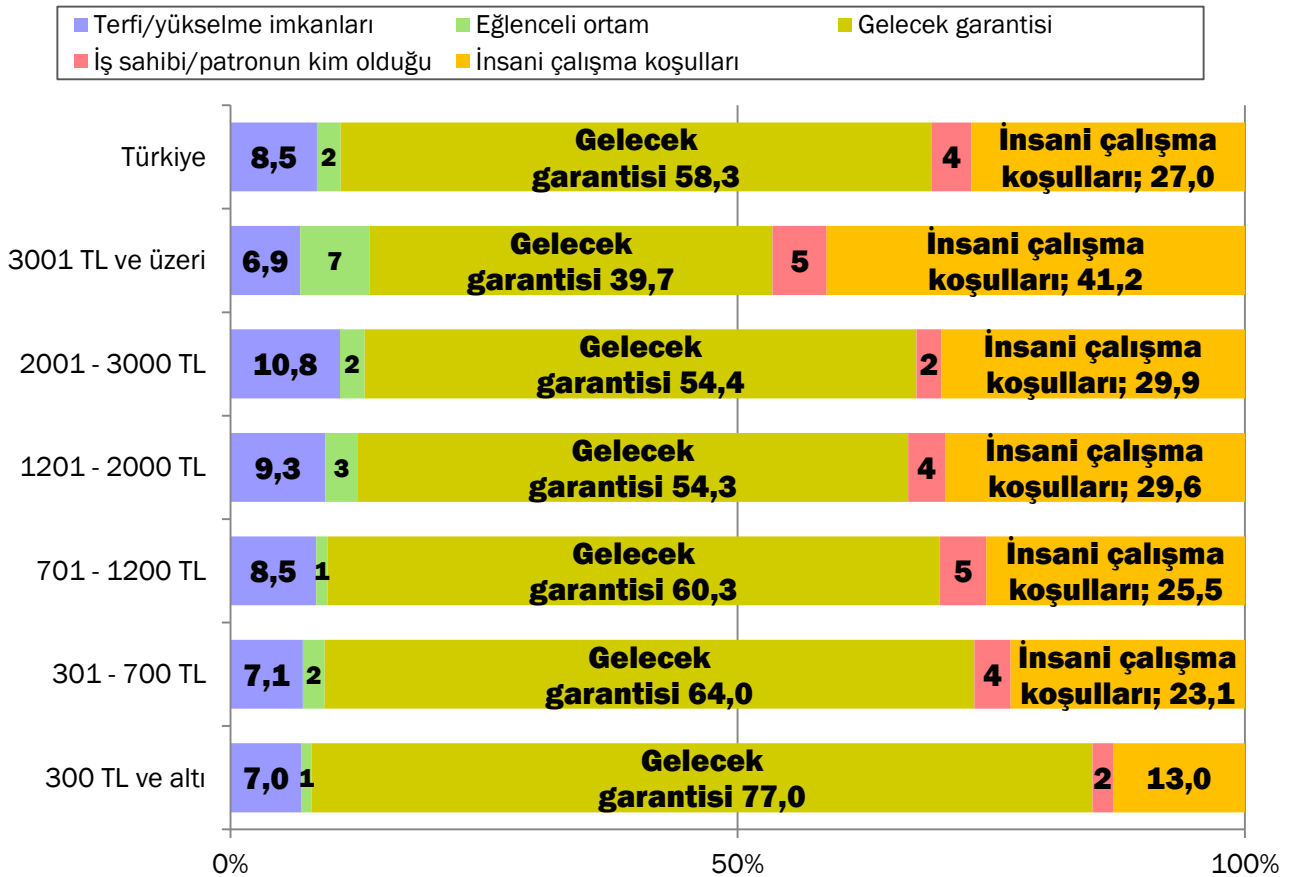 Terfi/yükselme imkanları Eğlenceli ortam Gelecek garantisi
İş sahibi/patronun kim olduğu İnsani çalışma koşulları
Türkiye 8,5 2 Gelecek garantisi 58,3 4 İnsani çalışma koşulları; 27,0
3001 TL ve üzeri 6,9 7 Gelecek garantisi 39,7 5 İnsani çalışma koşulları; 41,2
2001 - 3000 TL 10,8 2 Gelecek garantisi 54,4 2 İnsani çalışma koşulları; 29,9
1201 - 2000 TL 9,3 3 Gelecek garantisi 54,3 4 İnsani çalışma koşulları; 29,6
701 - 1200 TL 8,5 1 Gelecek garantisi 60,3 5 İnsani çalışma koşulları; 25,5
301 - 700 TL 7,1 2 Gelecek garantisi 64,0 4 İnsani çalışma koşulları; 23,1
300 TL ve altı 7,0 1 Gelecek garantisi 77,0 2 13,0
0% 50% 100%